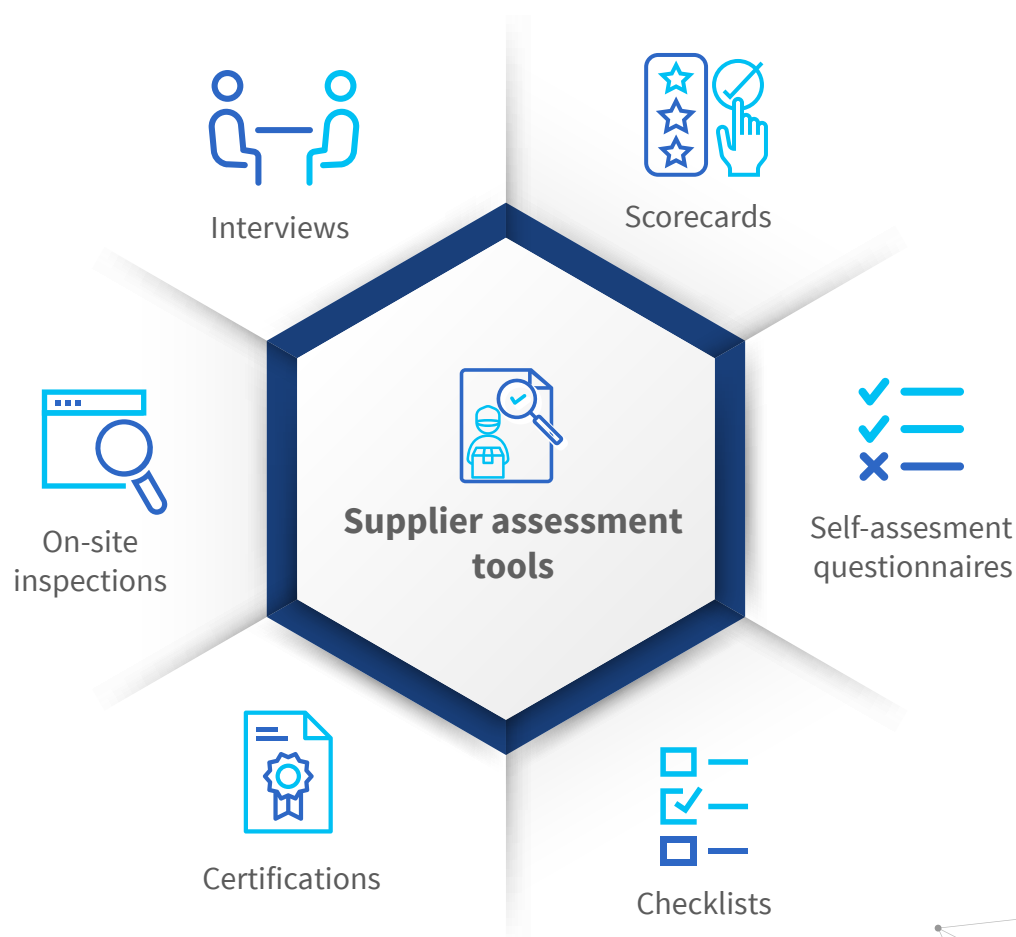 Interviews
Scorecards
On-site
inspections
Supplier assessment
tools
Self-assesment
questionnaires
Certifications
Checklists